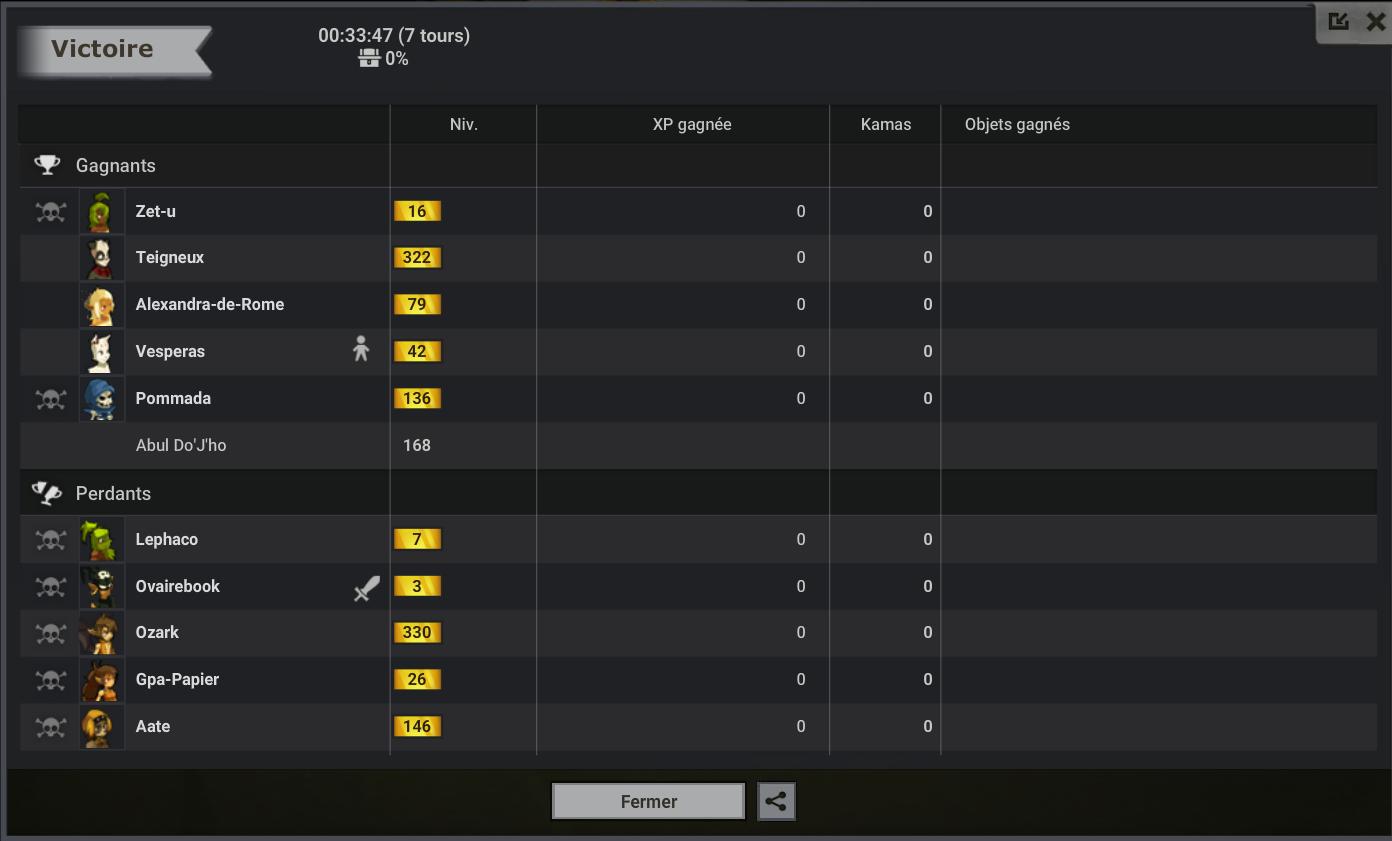 Victoire
00:33:47 (7 tours)
0%
Niv. XP gagnée Kamas Objets gagnés
Gagnants
Zet-u 16 0 0
Teigneux 322 0 0
Alexandra-de-Rome 79 0 0
Vesperas 42 0 0
Pommada 136 0 0
Abul Do'J'ho 168
Perdants
Lephaco 7 0 0
Ovairebook 3 0 0
Ozark 330 0 0
Gpa-Papier 26 0 0
Aate 146 0 0
Fermer